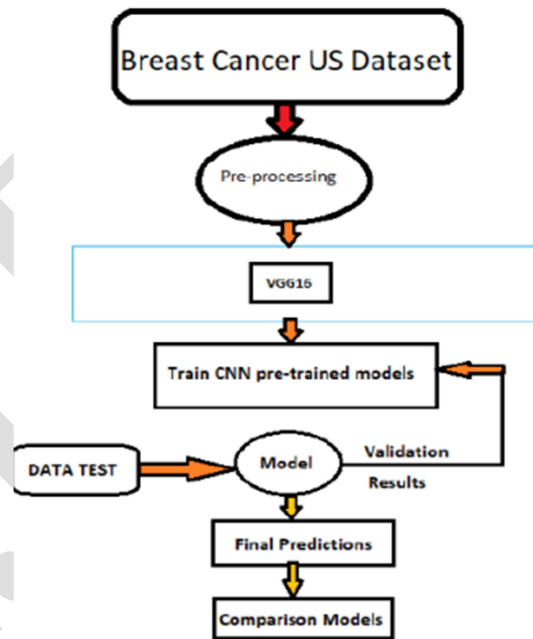 Breast Cancer US Dataset
Pre-processing
VGG16
Train CNN pre-trained models
DATA TEST
Model
Validation
Results
Final Predictions
Comparison Models